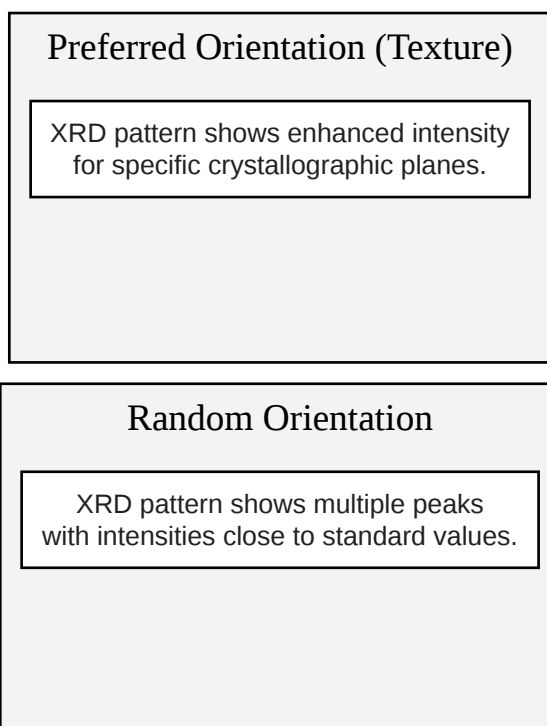 Preferred Orientation (Texture)
XRD pattern shows enhanced intensity
for specific crystallographic planes.
Random Orientation
XRD pattern shows multiple peaks
with intensities close to standard values.